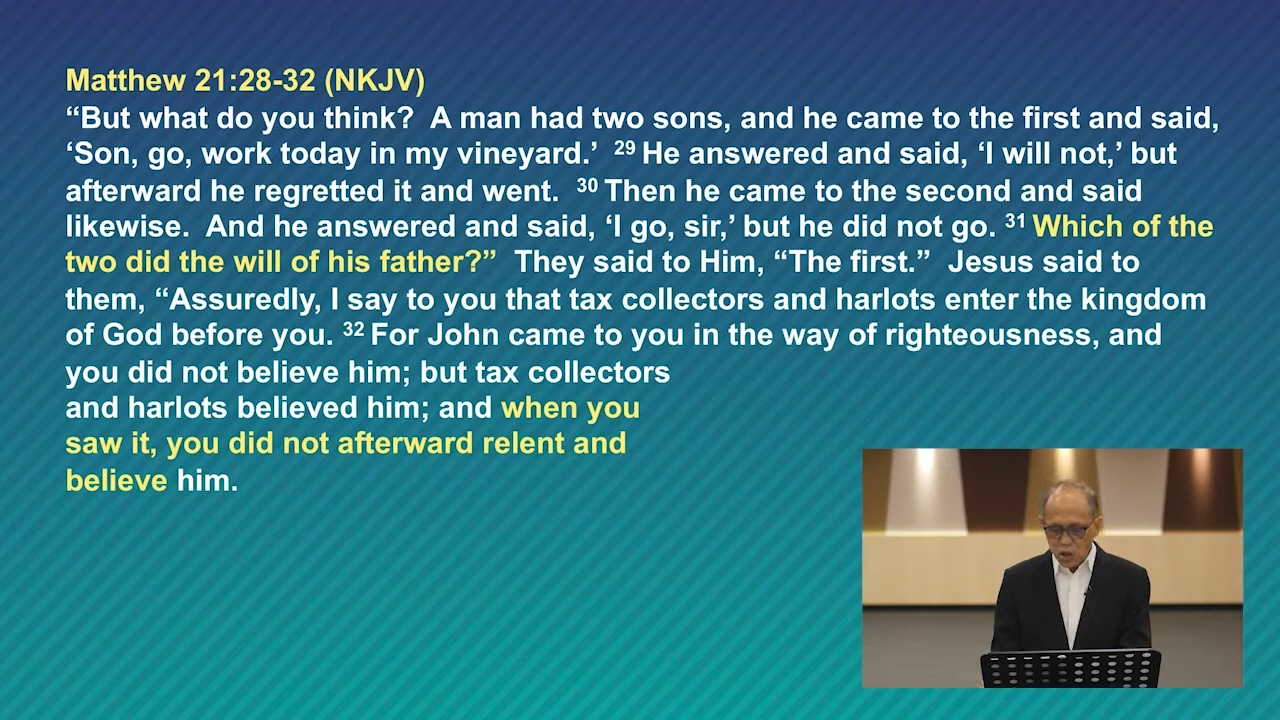 Matthew 21:28-32 (NKJV)
“But what do you think?  A man had two sons, and he came to the first and said,
‘Son, go, work today in my vineyard.’  29 He answered and said, ‘I will not,’ but
afterward he regretted it and went.  30 Then he came to the second and said
likewise.  And he answered and said, ‘I go, sir,’ but he did not go. 31 Which of the
two did the will of his father?”  They said to Him, “The first.”  Jesus said to
them, “Assuredly, I say to you that tax collectors and harlots enter the kingdom
of God before you. 32 For John came to you in the way of righteousness, and
you did not believe him; but tax collectors
and harlots believed him; and when you
saw it, you did not afterward relent and
believe him.